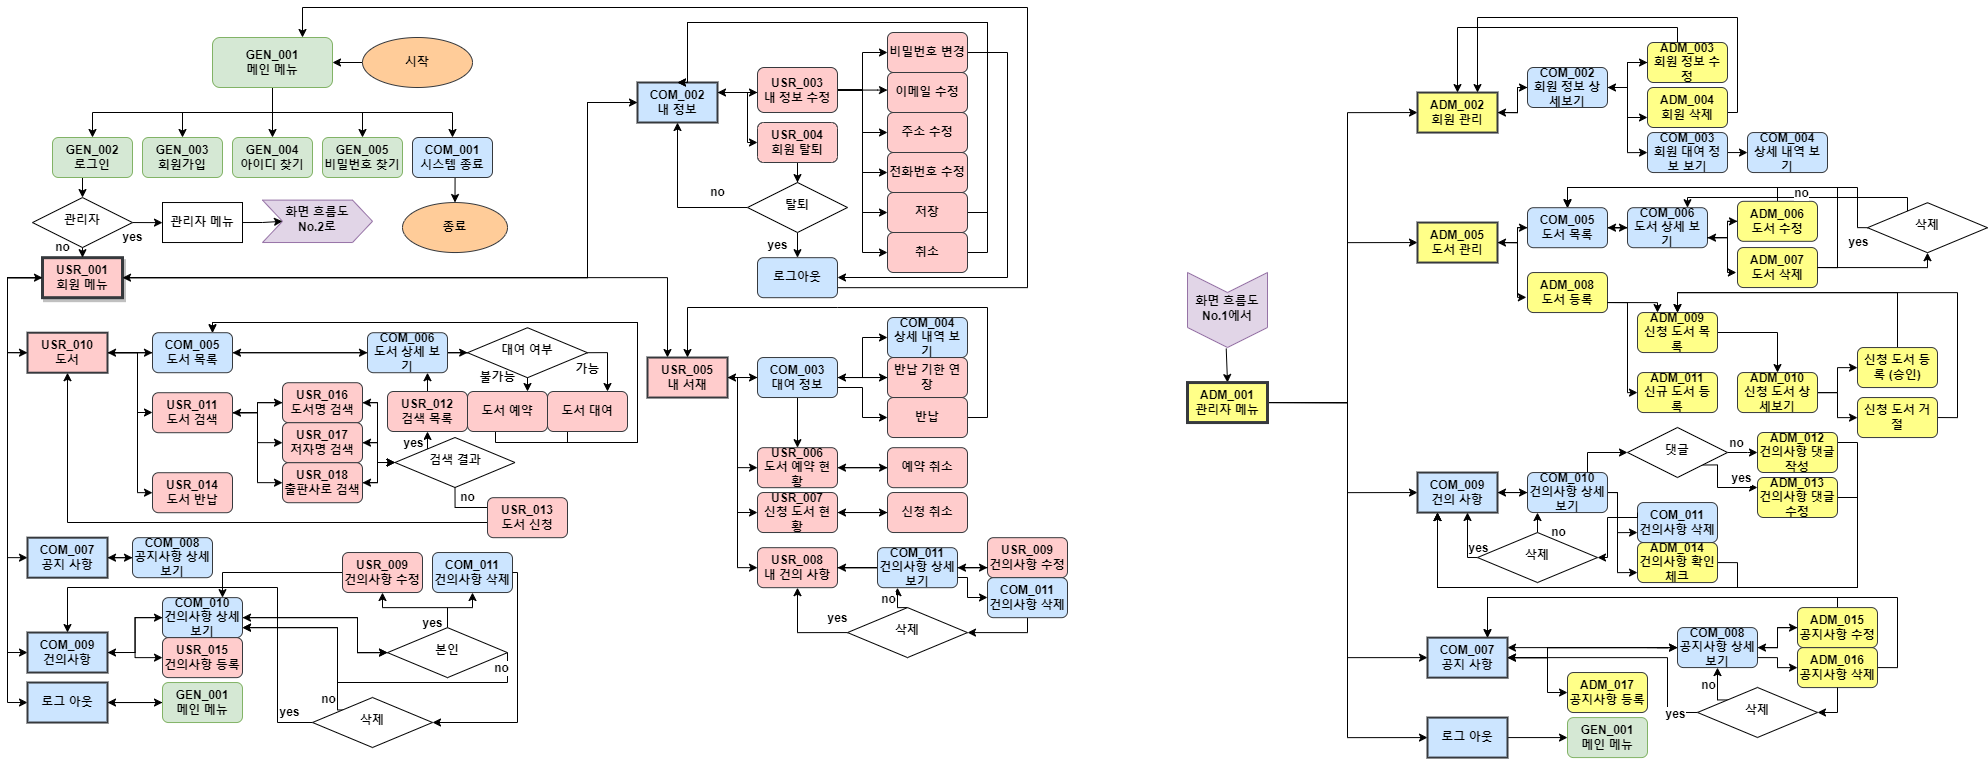 GEN_001
메인 메뉴
시작
GEN_002
로그인
GEN_003
회원가입
GEN_004
아이디 찾기
GEN_005
비밀번호 찾기
COM_001
시스템 종료
관리자
yes
no
관리자 메뉴
화면 흐름도
No.2로
종료
USR_001
회원 메뉴
COM_002
내 정보
USR_003
내 정보 수정
USR_004
회원 탈퇴
탈퇴
no
yes
로그아웃
비밀번호 변경
이메일 수정
주소 수정
전화번호 수정
저장
취소
USR_010
도서
COM_005
도서 목록
COM_006
도서 상세 보
기
대여 여부
불가능
가능
USR_011
도서 검색
USR_016
도서명 검색
USR_017
저자명 검색
USR_018
출판사로 검색
USR_012
검색 목록
도서 예약
도서 대여
yes
검색 결과
no
USR_014
도서 반납
USR_013
도서 신청
USR_005
내 서재
COM_003
대여 정보
COM_004
상세 내역 보
기
반납 기한 연
장
반납
USR_006
도서 예약 현
황
예약 취소
USR_007
신청 도서 현
황
신청 취소
USR_008
내 건의 사항
COM_011
건의사항 상세
보기
USR_009
건의사항 수정
COM_011
건의사항 삭제
no
yes
삭제
COM_007
공지 사항
COM_008
공지사항 상세
보기
USR_009
건의사항 수정
COM_011
건의사항 삭제
COM_009
건의사항
COM_010
건의사항 상세
보기
USR_015
건의사항 등록
yes
본인
no
로그 아웃
GEN_001
메인 메뉴
no
yes
삭제
화면 흐름도
No.1에서
ADM_001
관리자 메뉴
ADM_002
회원 관리
COM_002
회원 정보 상
세보기
ADM_003
회원 정보 수
정
ADM_004
회원 삭제
COM_003
회원 대여 정
보 보기
COM_004
상세 내역 보
기
ADM_005
도서 관리
COM_005
도서 목록
COM_006
도서 상세 보
기
no
ADM_006
도서 수정
ADM_007
도서 삭제
yes
삭제
ADM_008
도서 등록
ADM_009
신청 도서 목
록
ADM_011
신규 도서 등
록
ADM_010
신청 도서 상
세보기
신청 도서 등
록 (승인)
신청 도서 거
절
COM_009
건의 사항
COM_010
건의사항 상세
보기
댓글
no
yes
ADM_012
건의사항 댓글
작성
ADM_013
건의사항 댓글
수정
COM_011
건의사항 삭제
ADM_014
건의사항 확인
체크
no
yes
삭제
COM_007
공지 사항
COM_008
공지사항 상세
보기
ADM_015
공지사항 수정
ADM_016
공지사항 삭제
ADM_017
공지사항 등록
no
yes
삭제
로그 아웃
GEN_001
메인 메뉴